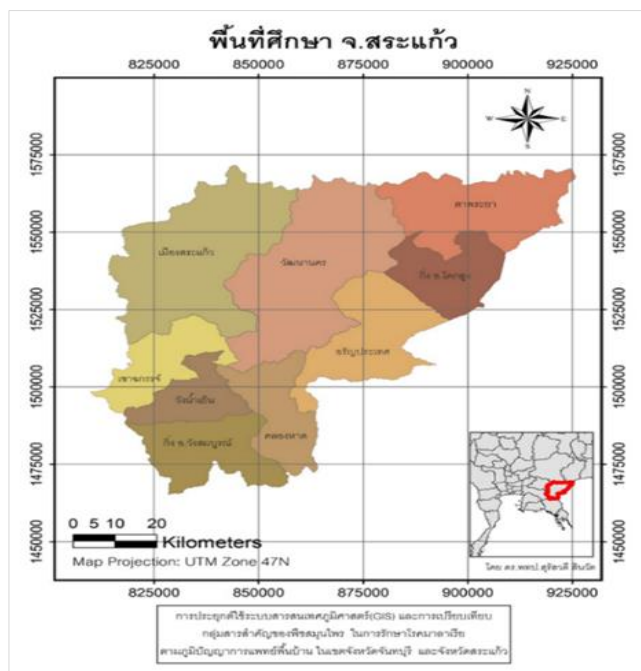 พื้นที่ศึกษา จ.สระแก้ว
825000 850000 875000 900000 925000
1575000 1575000
ตาพระยา
1550000 1550000
เมืองสระแก้ว
วัฒนานคร
กิ่ง อ.โคกสูง
1525000 1525000
อรัญประเทศ
เขาฉกรรจ์
1500000 1500000
วังน้ำเย็น
กิ่ง อ.วังสมบูรณ์
คลองหาด
1475000 1475000
0 5 10 20
Kilometers
Map Projection: UTM Zone 47N
1450000 1450000
825000 850000 875000 900000 925000
การประยุกต์ใช้ระบบสารสนเทศภูมิศาสตร์(GIS) และการเปรียบเทียบ
กลุ่มสารสำคัญของพืชสมุนไพร ในการรักษาโรคมาลาเรีย
ตามภูมิปัญญาการแพทย์พื้นบ้าน ในเขตจังหวัดจันทบุรี และจังหวัดสระแก้ว